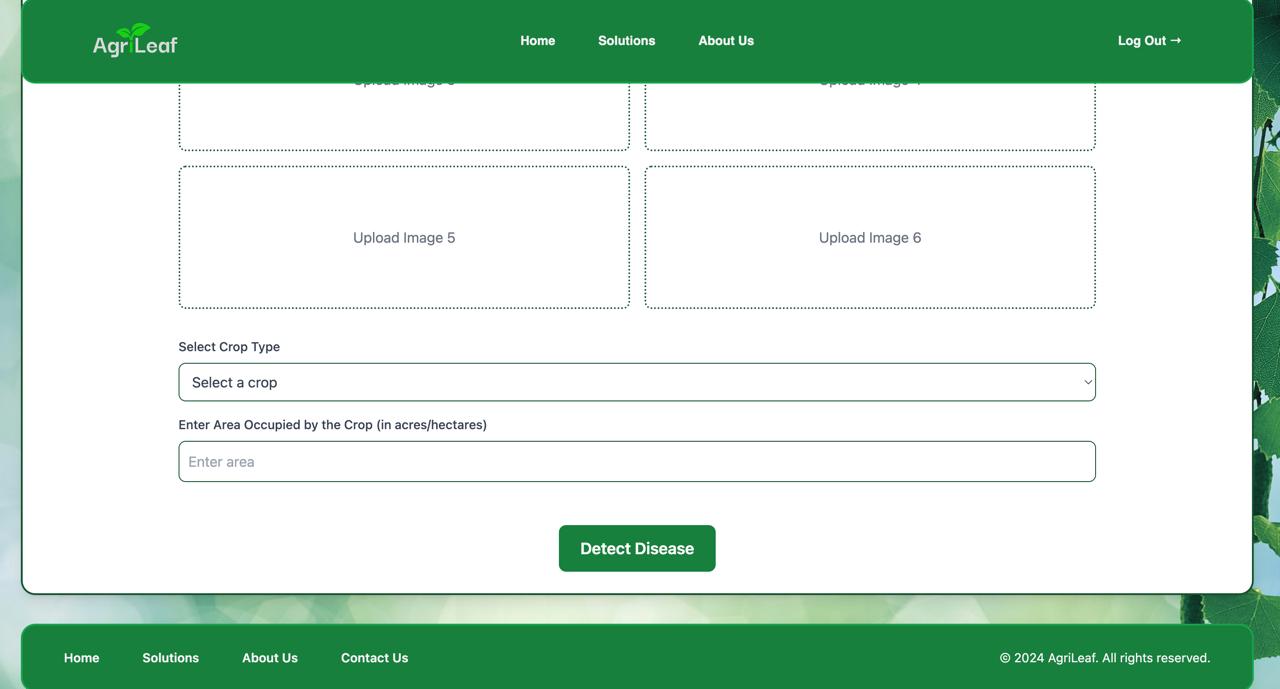 AgriLeaf
Home
Solutions
About Us
Log Out →
Upload Image 5
Upload Image 6
Select Crop Type
Select a crop
Enter Area Occupied by the Crop (in acres/hectares)
Enter area
Detect Disease
Home
Solutions
About Us
Contact Us
© 2024 AgriLeaf. All rights reserved.